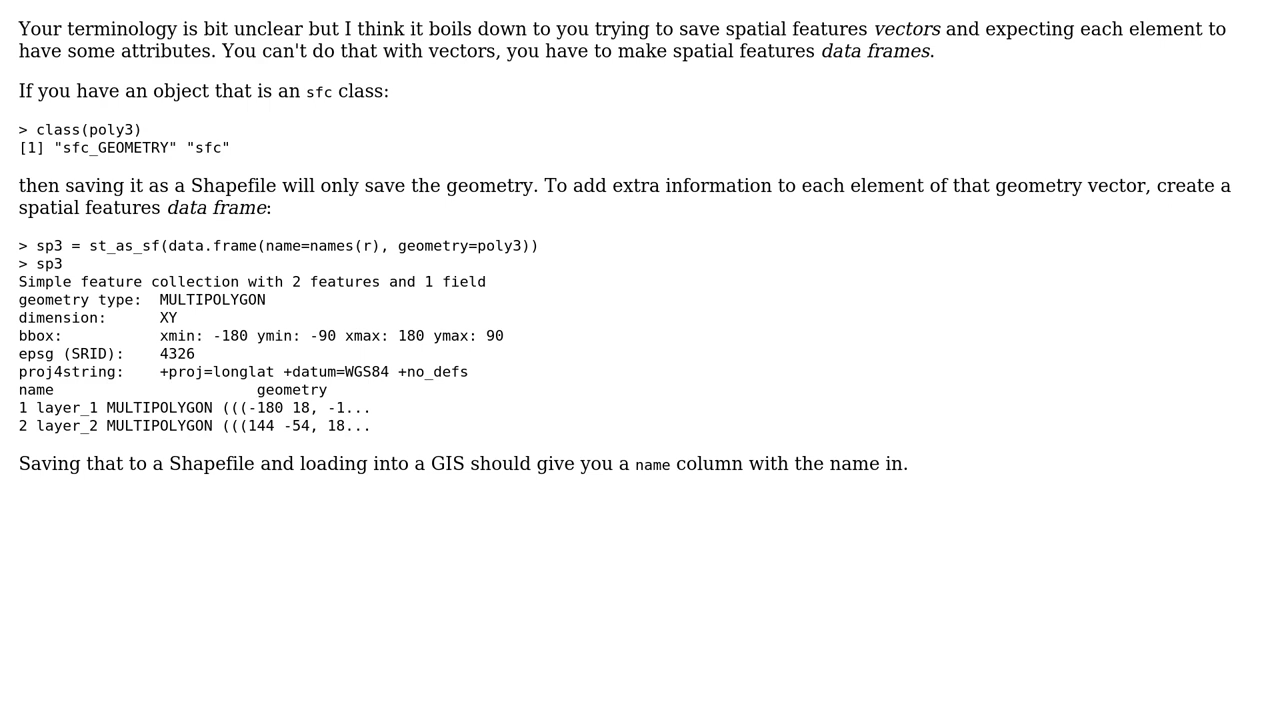 Your terminology is bit unclear but I think it boils down to you trying to save spatial features vectors and expecting each element to
have some attributes. You can't do that with vectors, you have to make spatial features data frames.
If you have an object that is an sfc class:
> class(poly3)
[1] "sfc_GEOMETRY" "sfc"
then saving it as a Shapefile will only save the geometry. To add extra information to each element of that geometry vector, create a
spatial features data frame:
> sp3 = st_as_sf(data.frame(name=names(r), geometry=poly3))
> sp3
Simple feature collection with 2 features and 1 field
geometry type:  MULTIPOLYGON
dimension:      XY
bbox:           xmin: -180 ymin: -90 xmax: 180 ymax: 90
epsg (SRID):    4326
proj4string:    +proj=longlat +datum=WGS84 +no_defs
name                       geometry
1 layer_1 MULTIPOLYGON (((-180 18, -1...
2 layer_2 MULTIPOLYGON (((144 -54, 18...
Saving that to a Shapefile and loading into a GIS should give you a name column with the name in.